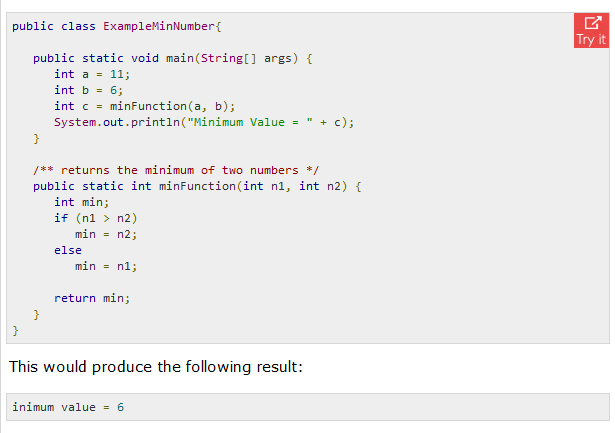 public class ExampleMinNumber{
Try it
public static void main(String[] args) {
int a = 11;
int b = 6;
int c = minFunction(a, b);
System.out.println("Minimum Value = " + c);
}
/** returns the minimum of two numbers */
public static int minFunction(int n1, int n2) {
int min;
if (n1 > n2)
min = n2;
else
min = n1;
return min;
}
}
This would produce the following result:
inimum value = 6